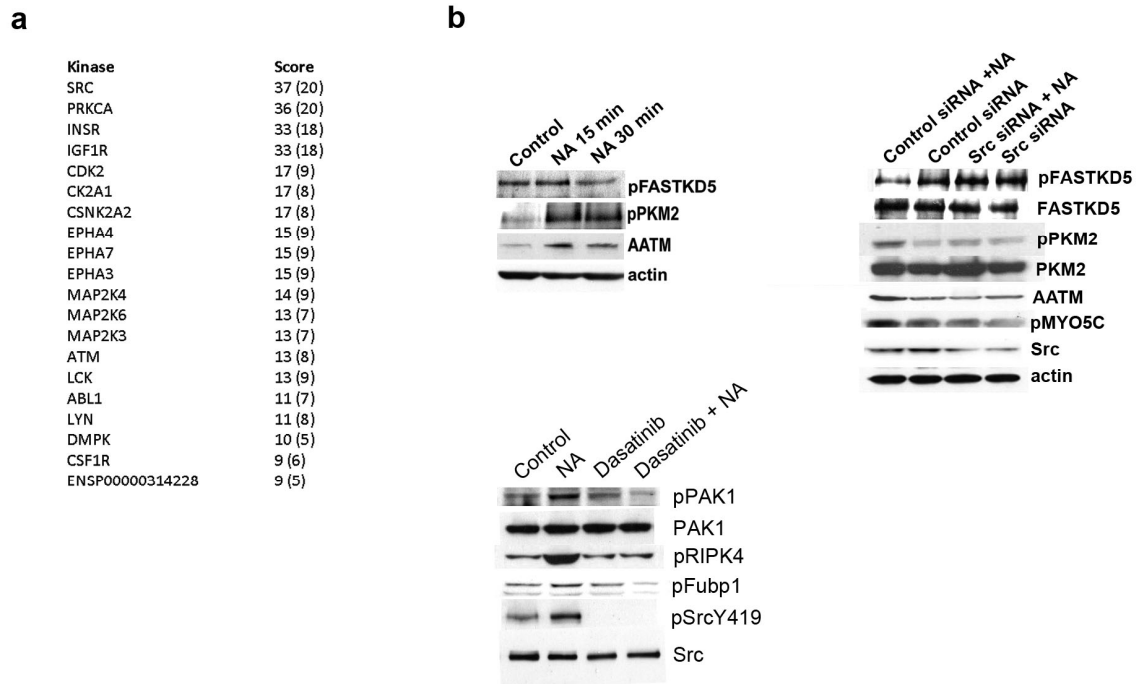 a
b
Kinase Score
SRC 37 (20)
PRKCA 36 (20)
INSR 33 (18)
IGF1R 33 (18)
CDK2 17 (9)
CK2A1 17 (8)
CSNK2A2 17 (8)
EPHA4 15 (9)
EPHA7 15 (9)
EPHA3 15 (9)
MAP2K4 14 (9)
MAP2K6 13 (7)
MAP2K3 13 (7)
ATM 13 (8)
LCK 13 (9)
ABL1 11 (7)
LYN 11 (8)
DMPK 10 (5)
CSF1R 9 (6)
ENSP00000314228 9 (5)
Control
NA 15 min
NA 30 min
pFASTKD5
pPKM2
AATM
actin
Control siRNA +NA
Control siRNA
Src siRNA + NA
Src siRNA
pFASTKD5
FASTKD5
pPKM2
PKM2
AATM
pMYO5C
Src
actin
Control
NA
Dasatinib
Dasatinib + NA
pPAK1
PAK1
pRIPK4
pFubp1
pSrcY419
Src